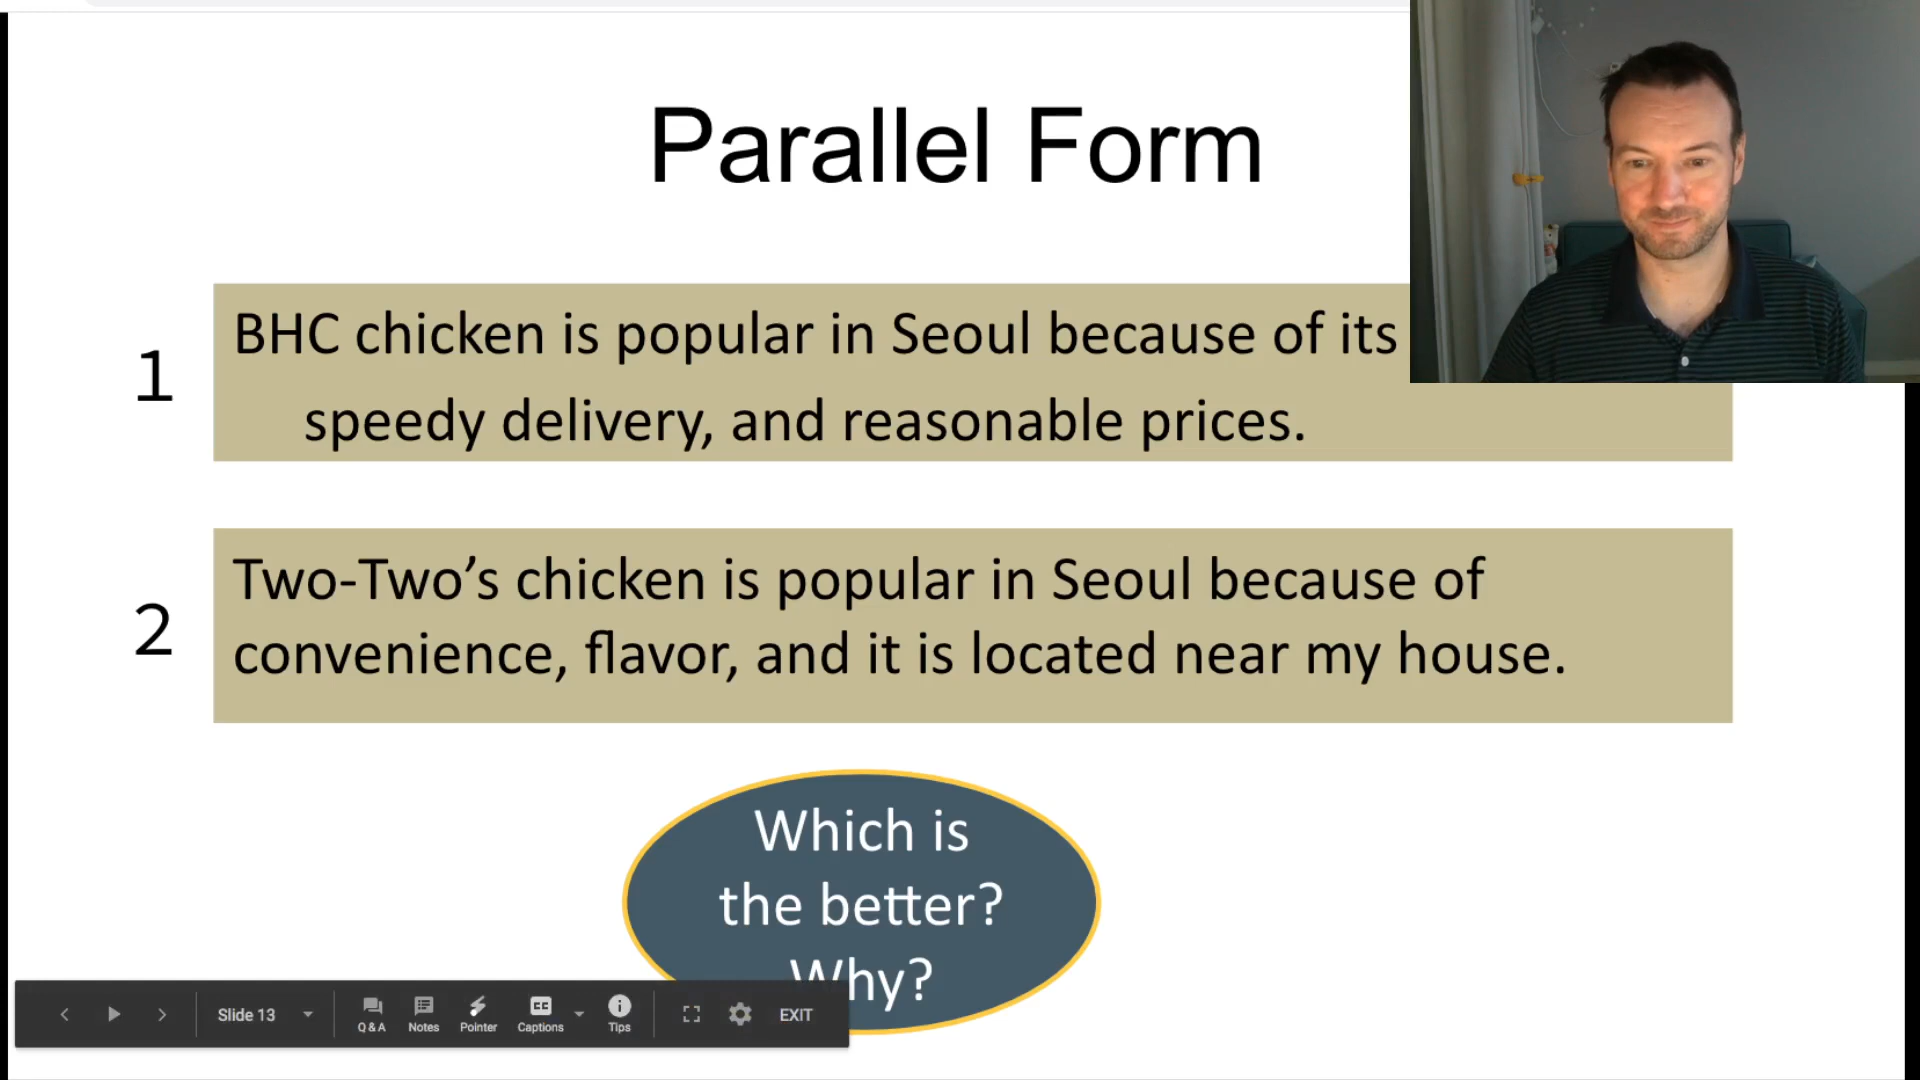 Parallel Form
1
BHC chicken is popular in Seoul because of its
speedy delivery, and reasonable prices.
2
Two-Two’s chicken is popular in Seoul because of
convenience, flavor, and it is located near my house.
Which is
the better?
Why?
Slide 13
Q & A
Notes
Pointer
CC
Captions
Tips
EXIT